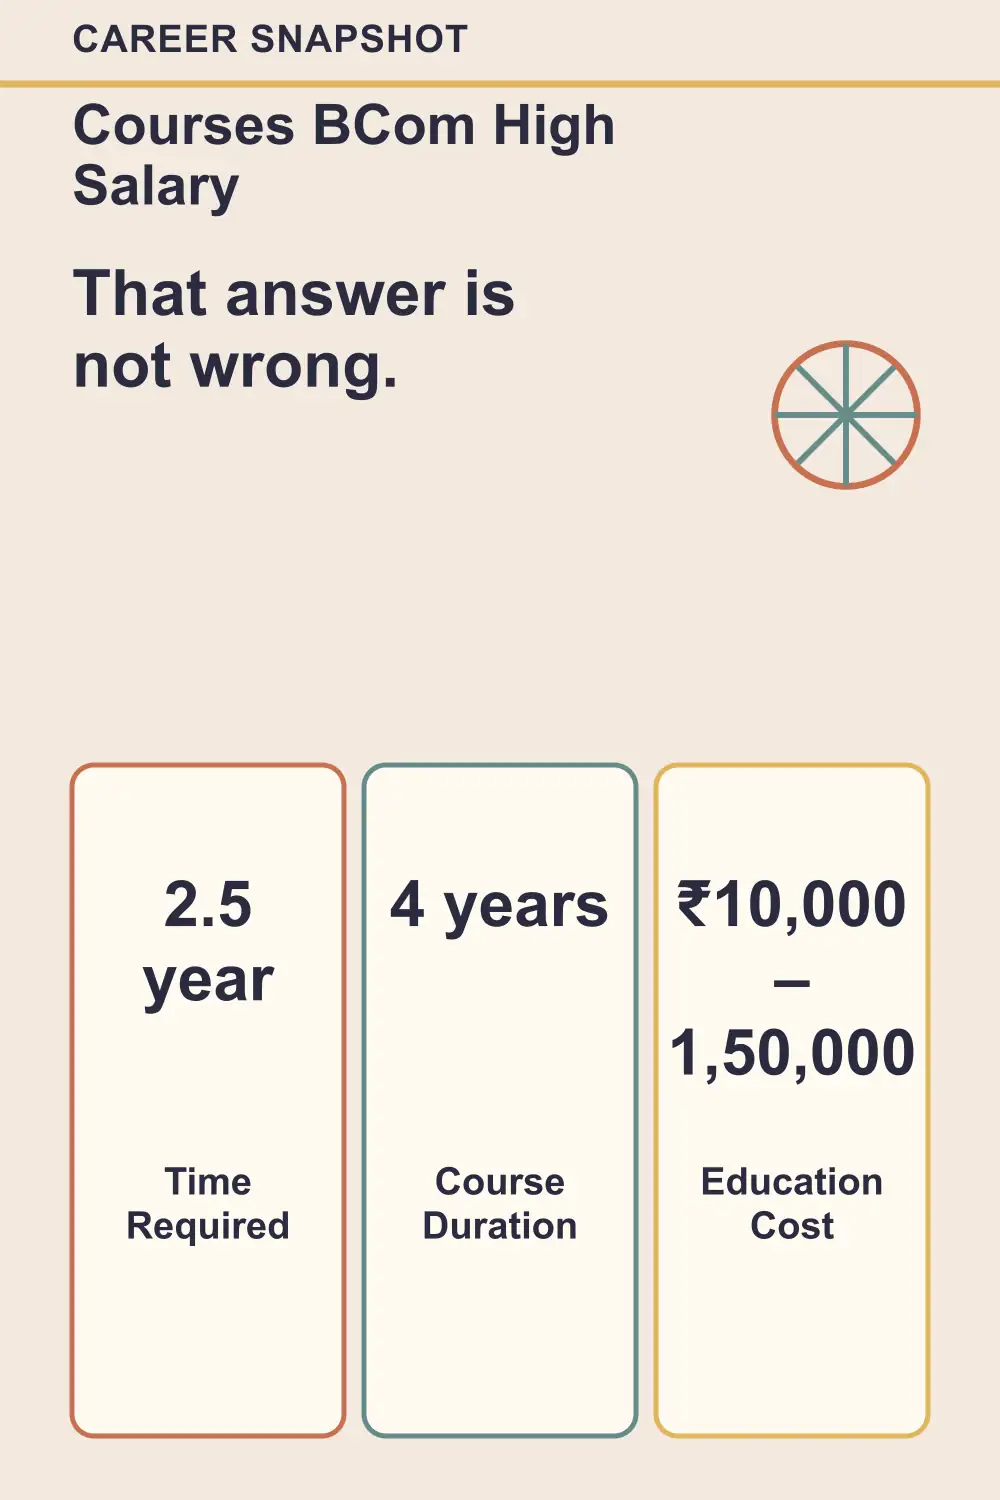 CAREER SNAPSHOT
Courses BCom High
Salary
That answer is
not wrong.
2.5
year
Time
Required
4 years
Course
Duration
₹10,000
–
1,50,000
Education
Cost